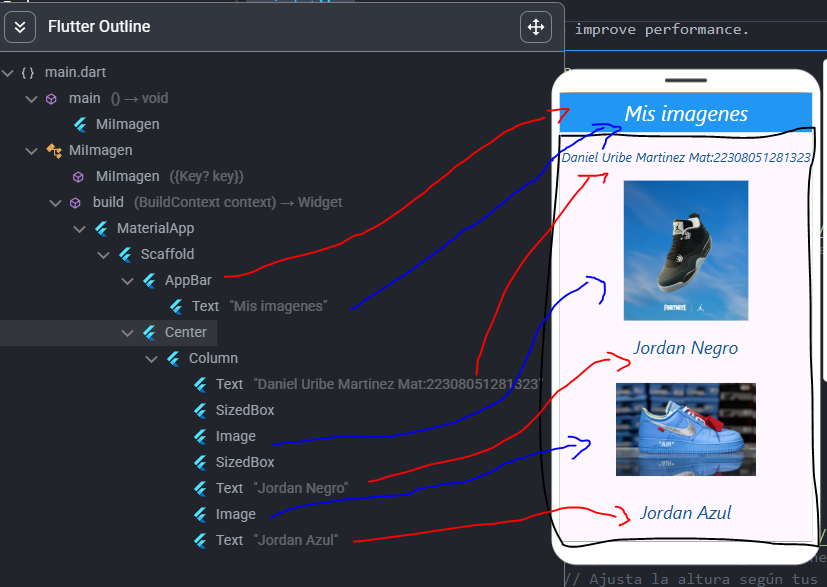 Flutter Outline
improve performance.
main.dart
main () → void
MiImagen
MiImagen
MiImagen ({Key? key})
build (BuildContext context) → Widget
MaterialApp
Scaffold
AppBar
Text "Mis imagenes"
Center
Column
Text "Daniel Uribe Martinez Mat:22308051281323"
SizedBox
Image
SizedBox
Text "Jordan Negro"
Image
Text "Jordan Azul"
Mis imagenes
Daniel Uribe Martinez Mat:22308051281323
FORTNITE
Jordan Negro
"AIR"
Jordan Azul
// Ajusta la altura según tus